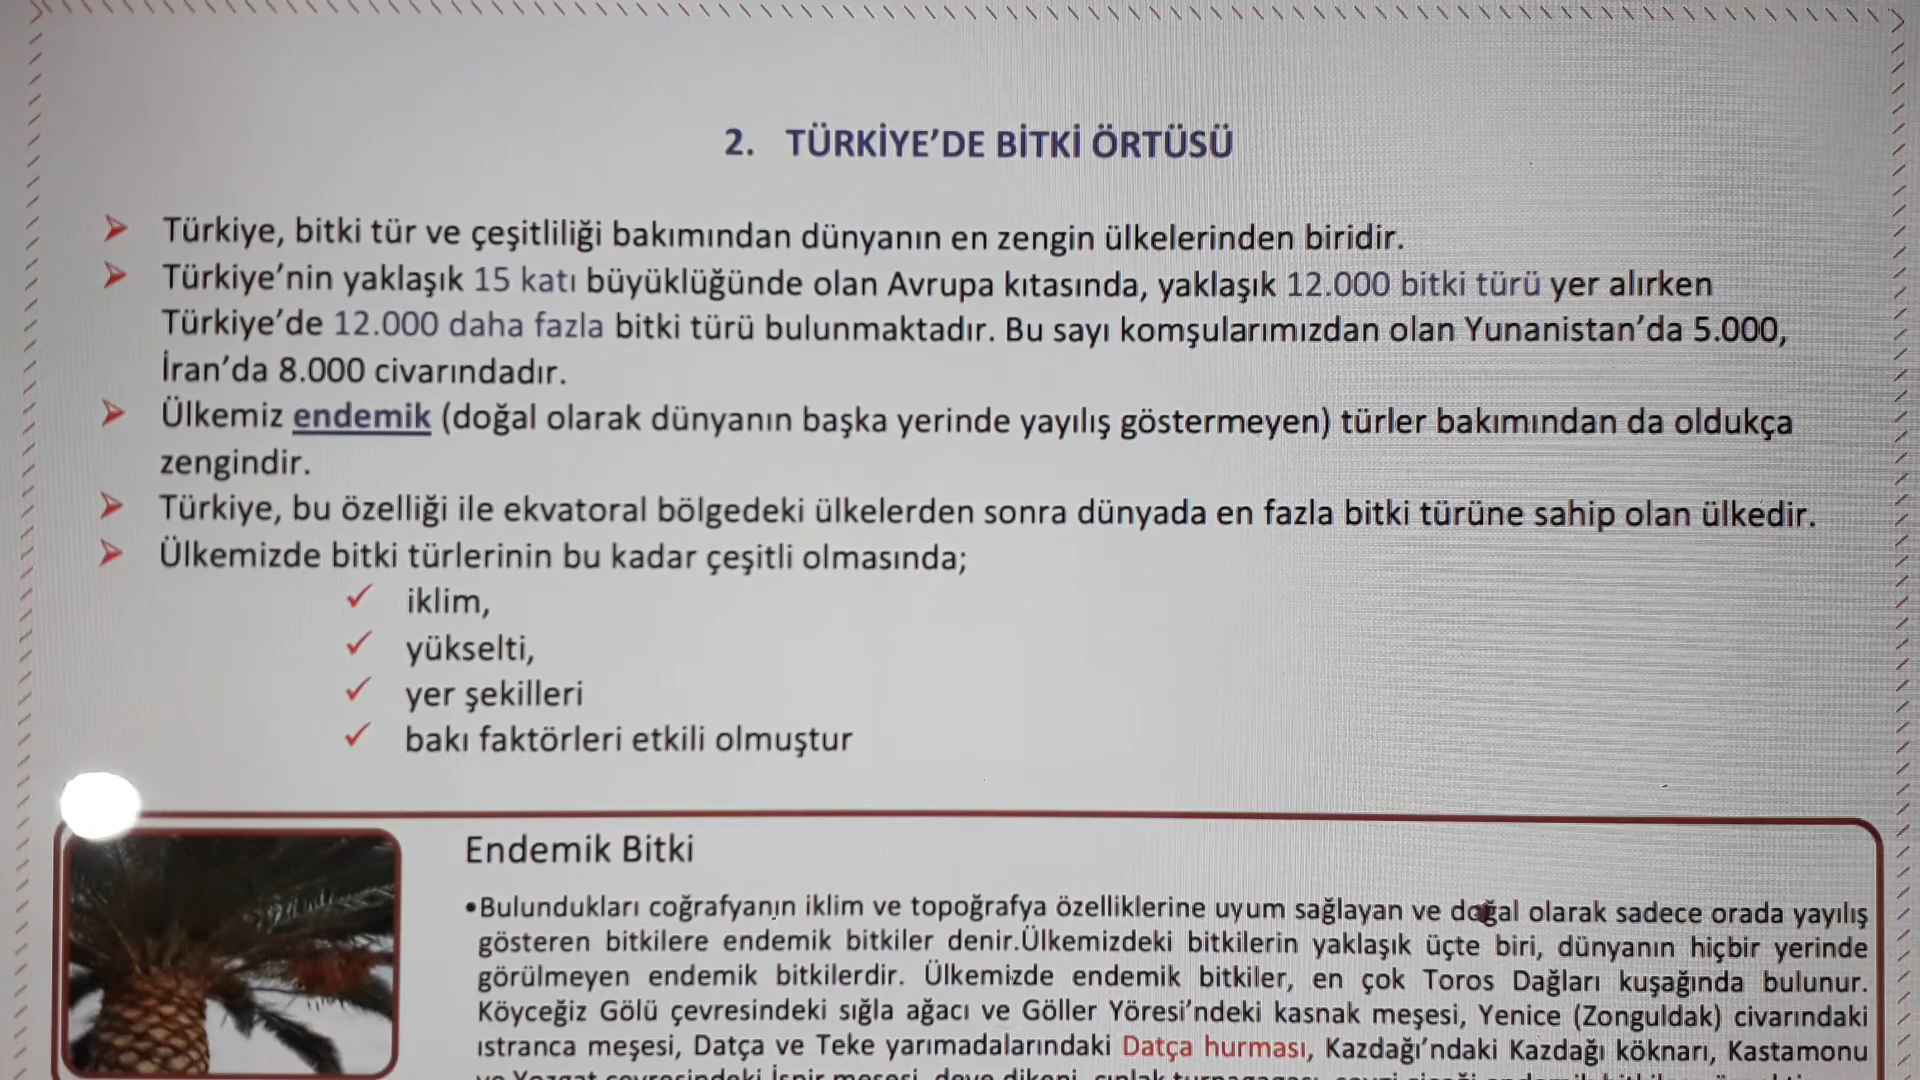 2. TÜRKİYE’DE BİTKİ ÖRTÜSÜ
Türkiye, bitki tür ve çeşitliliği bakımından dünyanın en zengin ülkelerinden biridir.
Türkiye’nin yaklaşık 15 katı büyüklüğünde olan Avrupa kıtasında, yaklaşık 12.000 bitki türü yer alırken
Türkiye’de 12.000 daha fazla bitki türü bulunmaktadır. Bu sayı komşularımızdan olan Yunanistan’da 5.000,
İran’da 8.000 civarındadır.
Ülkemiz endemik (doğal olarak dünyanın başka yerinde yayılış göstermeyen) türler bakımından da oldukça
zengindir.
Türkiye, bu özelliği ile ekvatoral bölgedeki ülkelerden sonra dünyada en fazla bitki türüne sahip olan ülkedir.
Ülkemizde bitki türlerinin bu kadar çeşitli olmasında;
✓ iklim,
✓ yükselti,
✓ yer şekilleri
✓ bakı faktörleri etkili olmuştur
Endemik Bitki
•Bulundukları coğrafyanın iklim ve topoğrafya özelliklerine uyum sağlayan ve doğal olarak sadece orada yayılış
gösteren bitkilere endemik bitkiler denir.Ülkemizdeki bitkilerin yaklaşık üçte biri, dünyanın hiçbir yerinde
görülmeyen endemik bitkilerdir. Ülkemizde endemik bitkiler, en çok Toros Dağları kuşağında bulunur.
Köyceğiz Gölü çevresindeki sığla ağacı ve Göller Yöresi’ndeki kasnak meşesi, Yenice (Zonguldak) civarındaki
ıstranca meşesi, Datça ve Teke yarımadalarındaki Datça hurması, Kazdağı’ndaki Kazdağı köknarı, Kastamonu